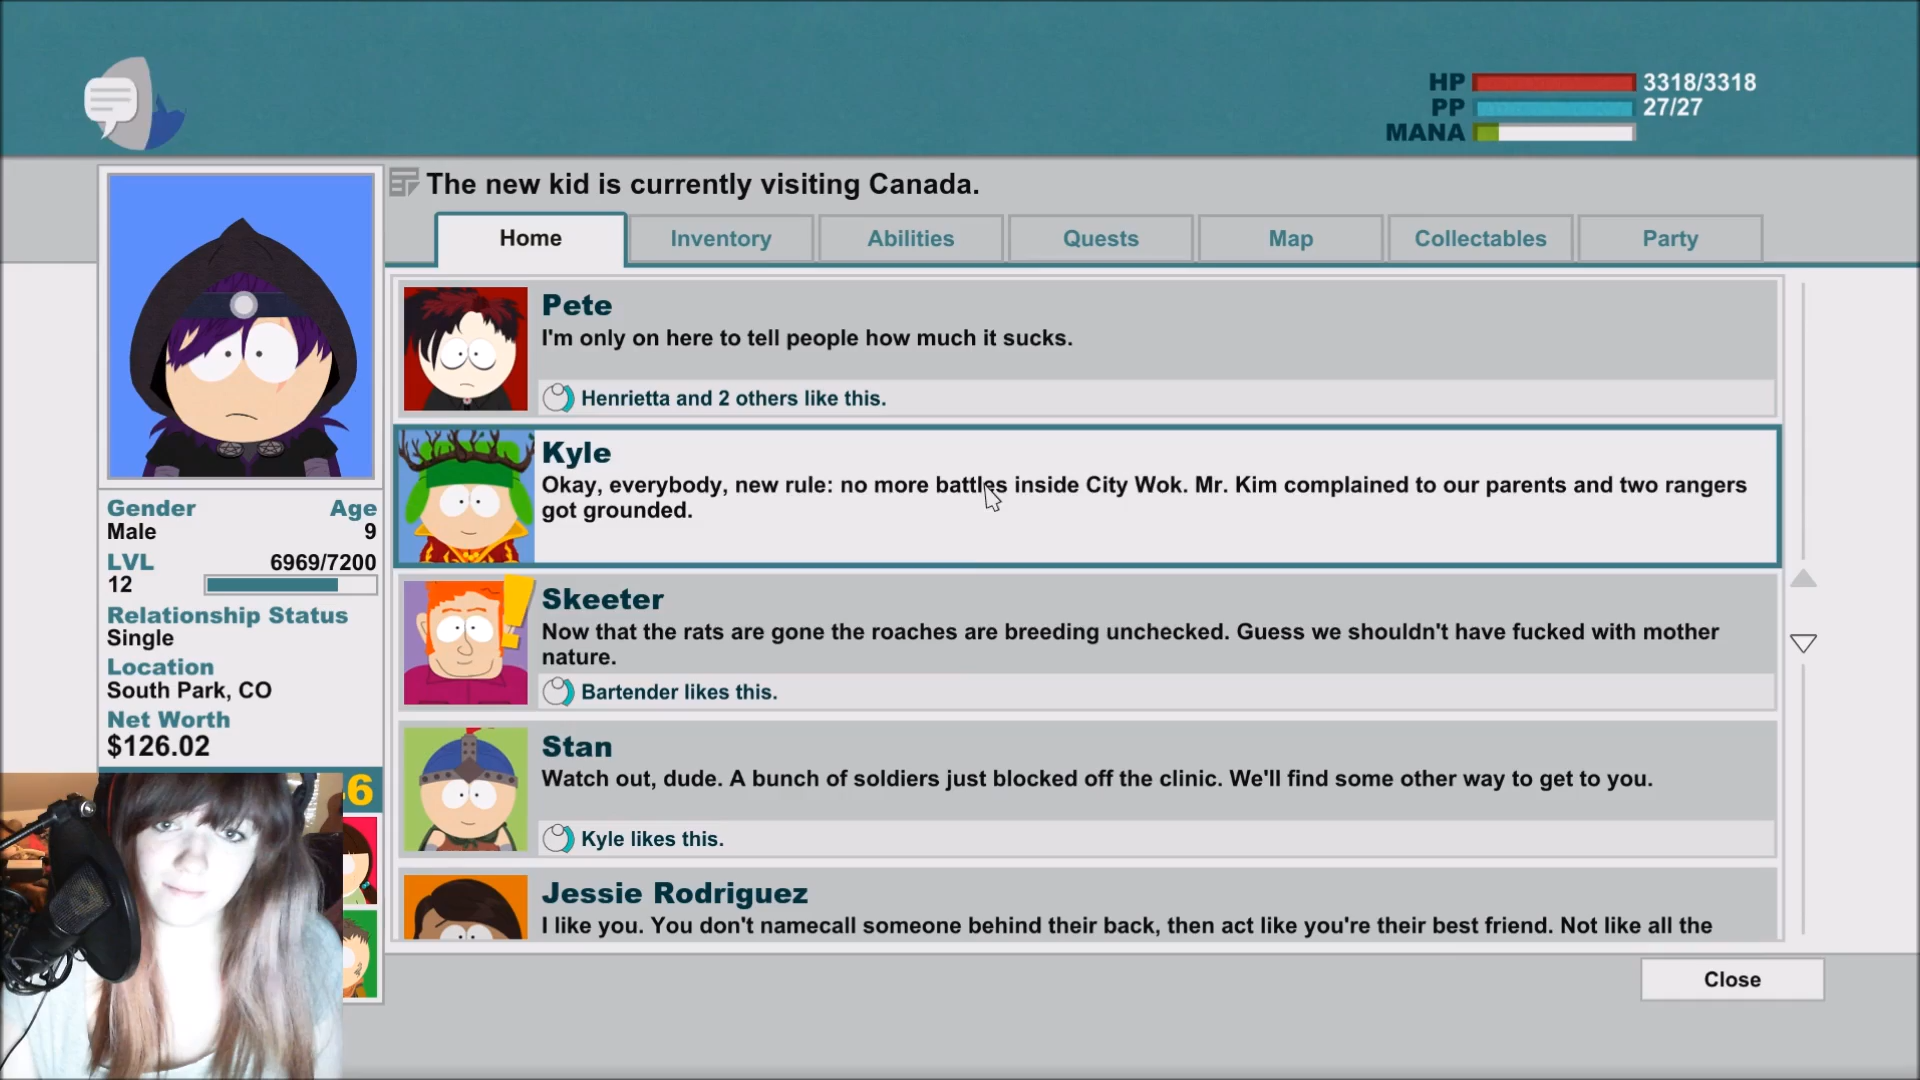 HP 3318/3318
PP 27/27
MANA
The new kid is currently visiting Canada.
Home Inventory Abilities Quests Map Collectables Party
Gender Age
Male 9
LVL 6969/7200
12
Relationship Status
Single
Location
South Park, CO
Net Worth
$126.02
Pete
I'm only on here to tell people how much it sucks.
Henrietta and 2 others like this.
Kyle
Okay, everybody, new rule: no more battles inside City Wok. Mr. Kim complained to our parents and two rangers
got grounded.
Skeeter
Now that the rats are gone the roaches are breeding unchecked. Guess we shouldn't have fucked with mother
nature.
Bartender likes this.
Stan
Watch out, dude. A bunch of soldiers just blocked off the clinic. We'll find some other way to get to you.
Kyle likes this.
Jessie Rodriguez
I like you. You don't namecall someone behind their back, then act like you're their best friend. Not like all the
Close